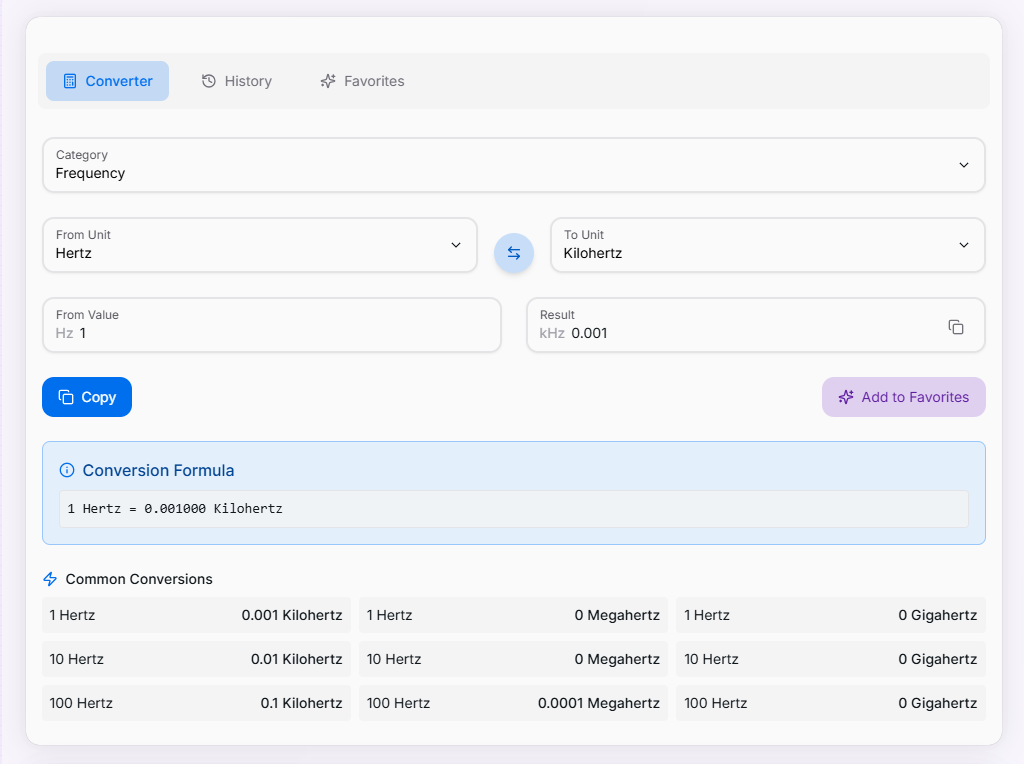 Converter History Favorites
Category
Frequency
From Unit
Hertz
To Unit
Kilohertz
From Value
Hz 1
Result
kHz 0.001
Copy
Add to Favorites
Conversion Formula
1 Hertz = 0.001000 Kilohertz
Common Conversions
1 Hertz 0.001 Kilohertz 1 Hertz 0 Megahertz 1 Hertz 0 Gigahertz
10 Hertz 0.01 Kilohertz 10 Hertz 0 Megahertz 10 Hertz 0 Gigahertz
100 Hertz 0.1 Kilohertz 100 Hertz 0.0001 Megahertz 100 Hertz 0 Gigahertz